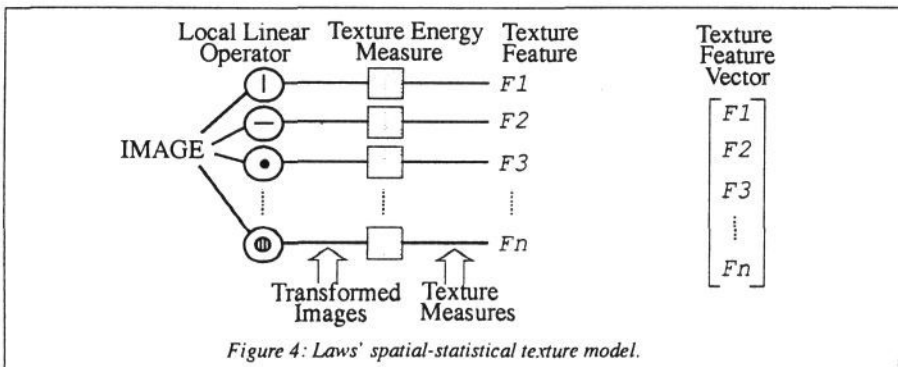 Local Linear Operator
Texture Energy Measure
Texture Feature
Texture Feature Vector
IMAGE
F1
F2
F3
Fn
F1
F2
F3
Fn
Transformed Images
Texture Measures
Figure 4: Laws' spatial-statistical texture model.